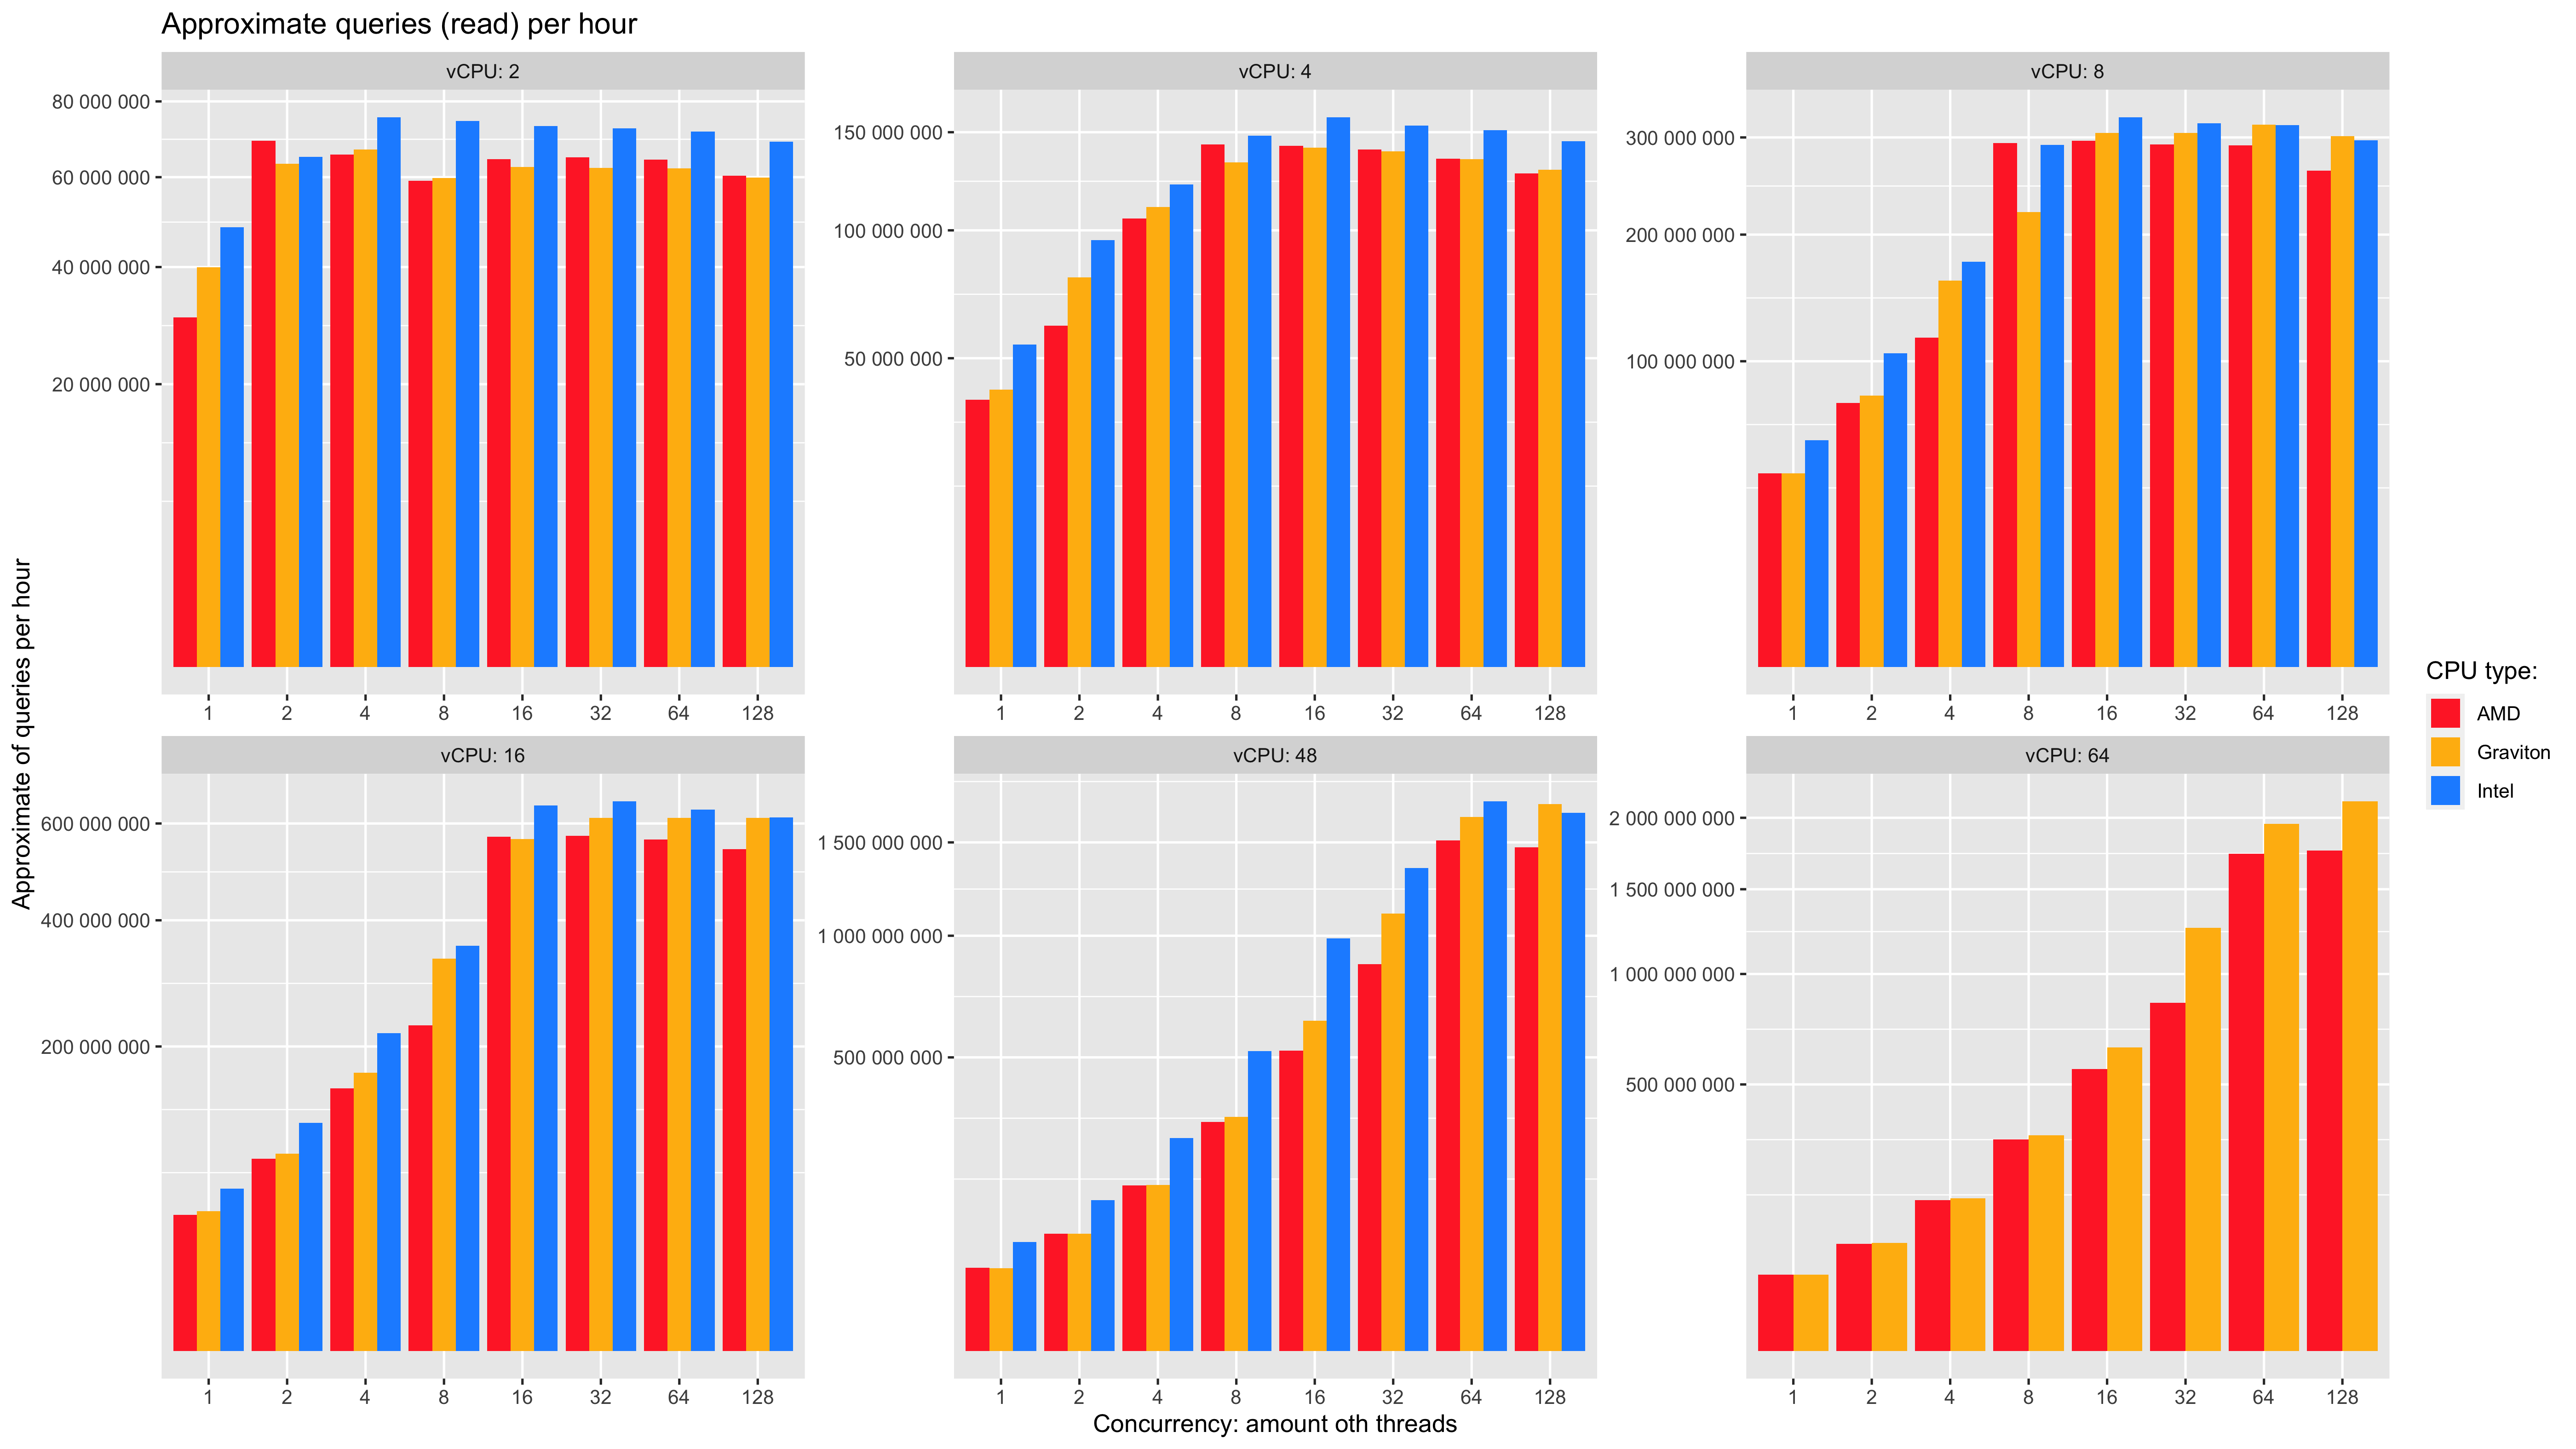 Approximate queries (read) per hour
Approximate of queries per hour
vCPU: 2
80 000 000
60 000 000
40 000 000
20 000 000
1 2 4 8 16 32 64 128
vCPU: 4
150 000 000
100 000 000
50 000 000
1 2 4 8 16 32 64 128
vCPU: 8
300 000 000
200 000 000
100 000 000
1 2 4 8 16 32 64 128
vCPU: 16
600 000 000
400 000 000
200 000 000
1 2 4 8 16 32 64 128
vCPU: 48
1 500 000 000
1 000 000 000
500 000 000
1 2 4 8 16 32 64 128
vCPU: 64
2 000 000 000
1 500 000 000
1 000 000 000
500 000 000
1 2 4 8 16 32 64 128
Concurrency: amount oth threads
CPU type:
AMD
Graviton
Intel